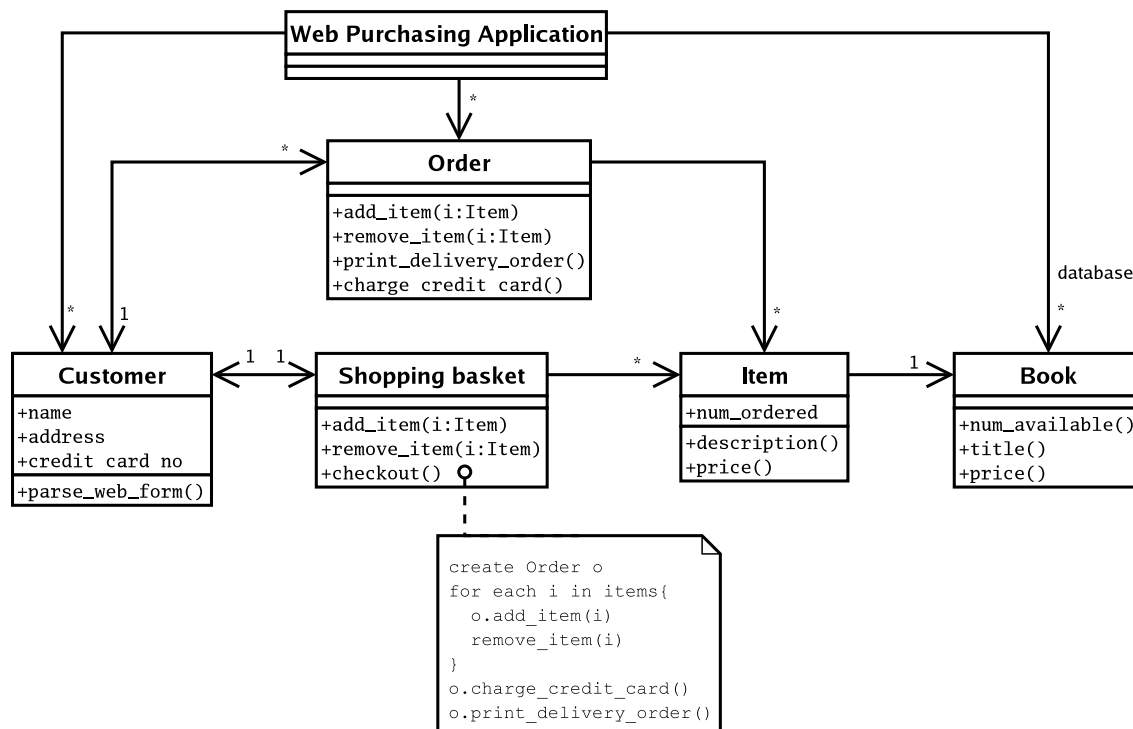 Web Purchasing Application
*
*
*
Order
+add_item(i:Item)
+remove_item(i:Item)
+print_delivery_order()
+charge credit card()
database
*
1
*
*
Customer
+name
+address
+credit card no
+parse_web_form()
1
1
Shopping basket
+add_item(i:Item)
+remove_item(i:Item)
+checkout()
*
Item
+num_ordered
+description()
+price()
1
Book
+num_available()
+title()
+price()
create Order o
for each i in items{
o.add_item(i)
remove_item(i)
}
o.charge_credit_card()
o.print_delivery_order()